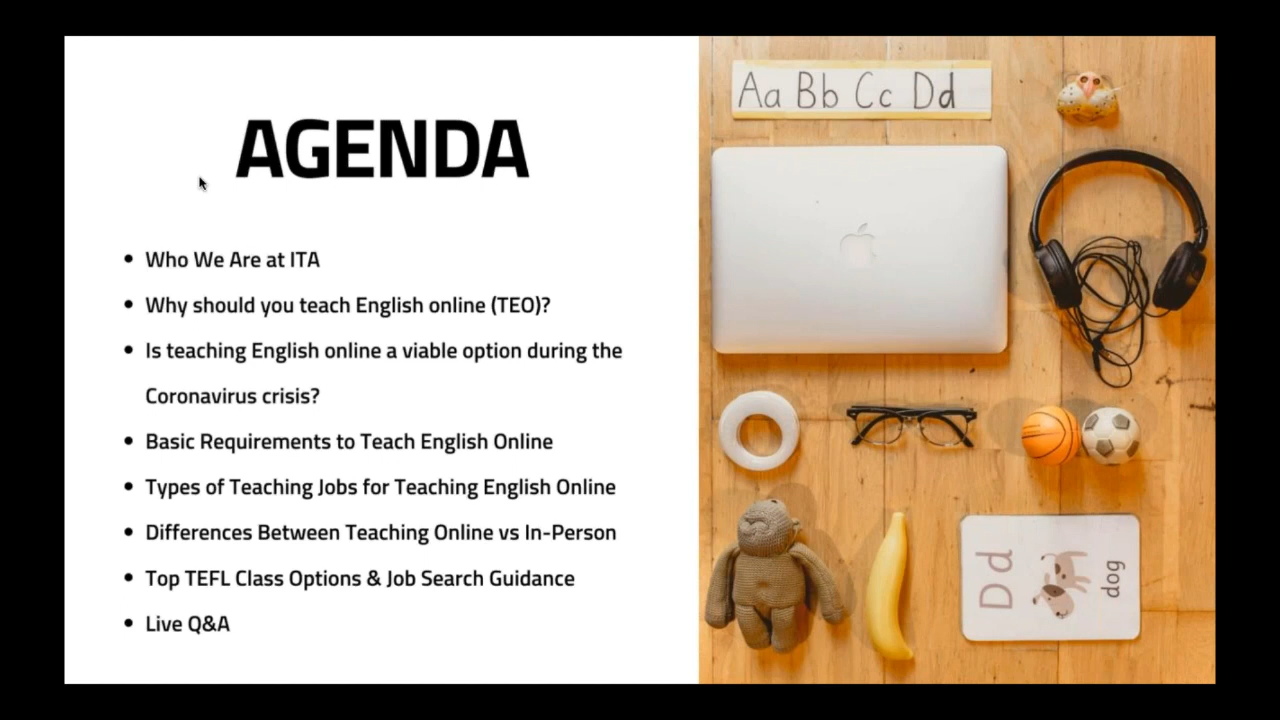 AGENDA
• Who We Are at ITA
• Why should you teach English online (TEO)?
• Is teaching English online a viable option during the
Coronavirus crisis?
• Basic Requirements to Teach English Online
• Types of Teaching Jobs for Teaching English Online
• Differences Between Teaching Online vs In-Person
• Top TEFL Class Options & Job Search Guidance
• Live Q&A
Aa Bb Cc Dd
Dd
dog